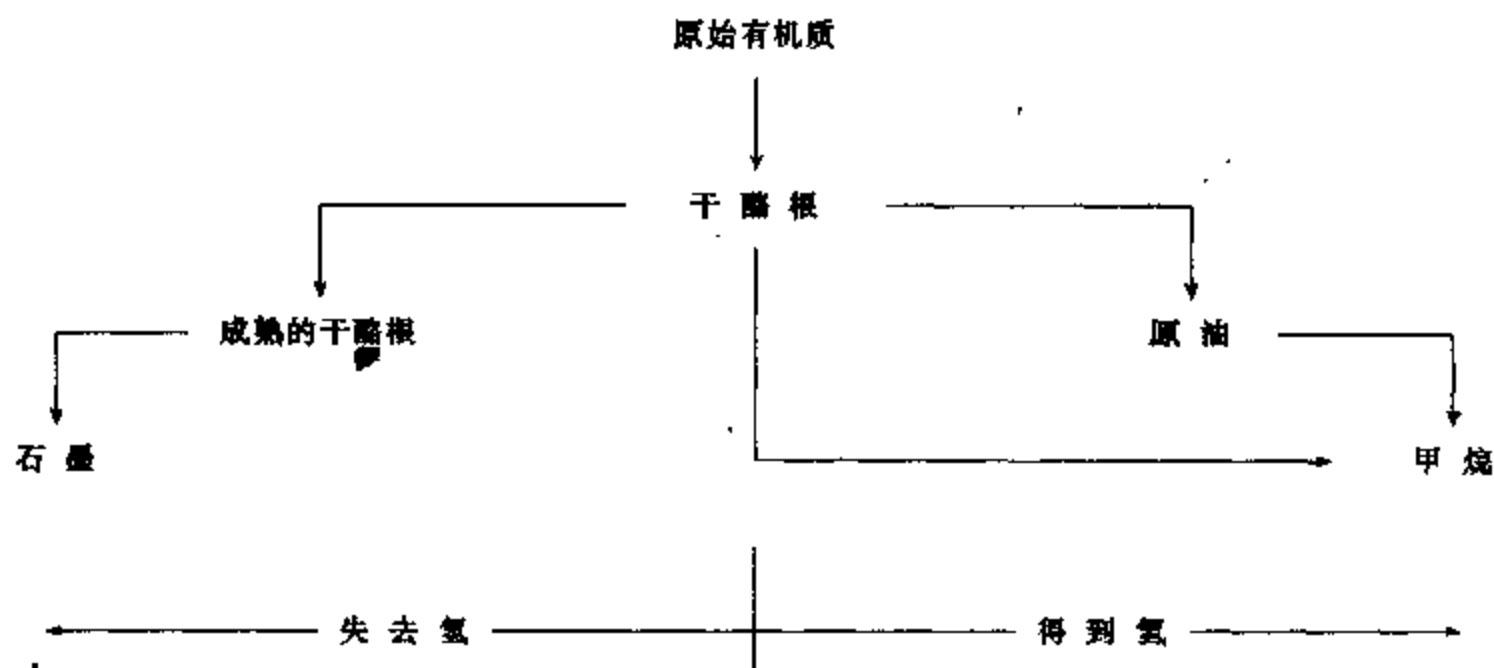 原始有机质
干酪根
成熟的干酪根
原油
石墨
甲烷
失去氢
得到氢